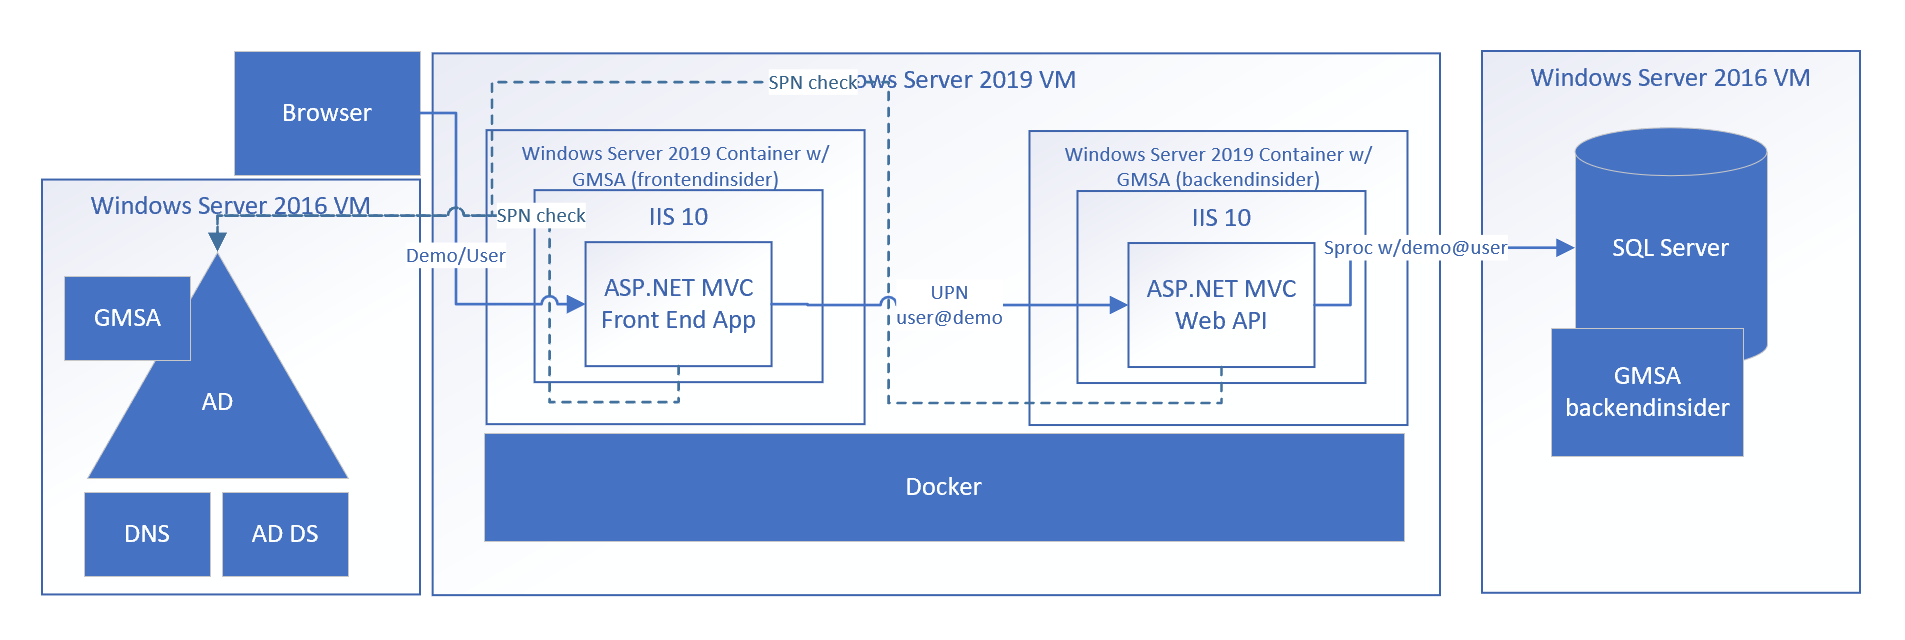 Browser
Windows Server 2016 VM
GMSA
AD
DNS
AD DS
Demo/User
SPN check
ows Server 2019 VM
Windows Server 2019 Container w/
GMSA (frontendinsider)
SPN check
IIS 10
ASP.NET MVC
Front End App
UPN
user@demo
Windows Server 2019 Container w/
GMSA (backendinsider)
IIS 10
ASP.NET MVC
Web API
Sproc w/demo@user
Docker
Windows Server 2016 VM
SQL Server
GMSA
backendinsider